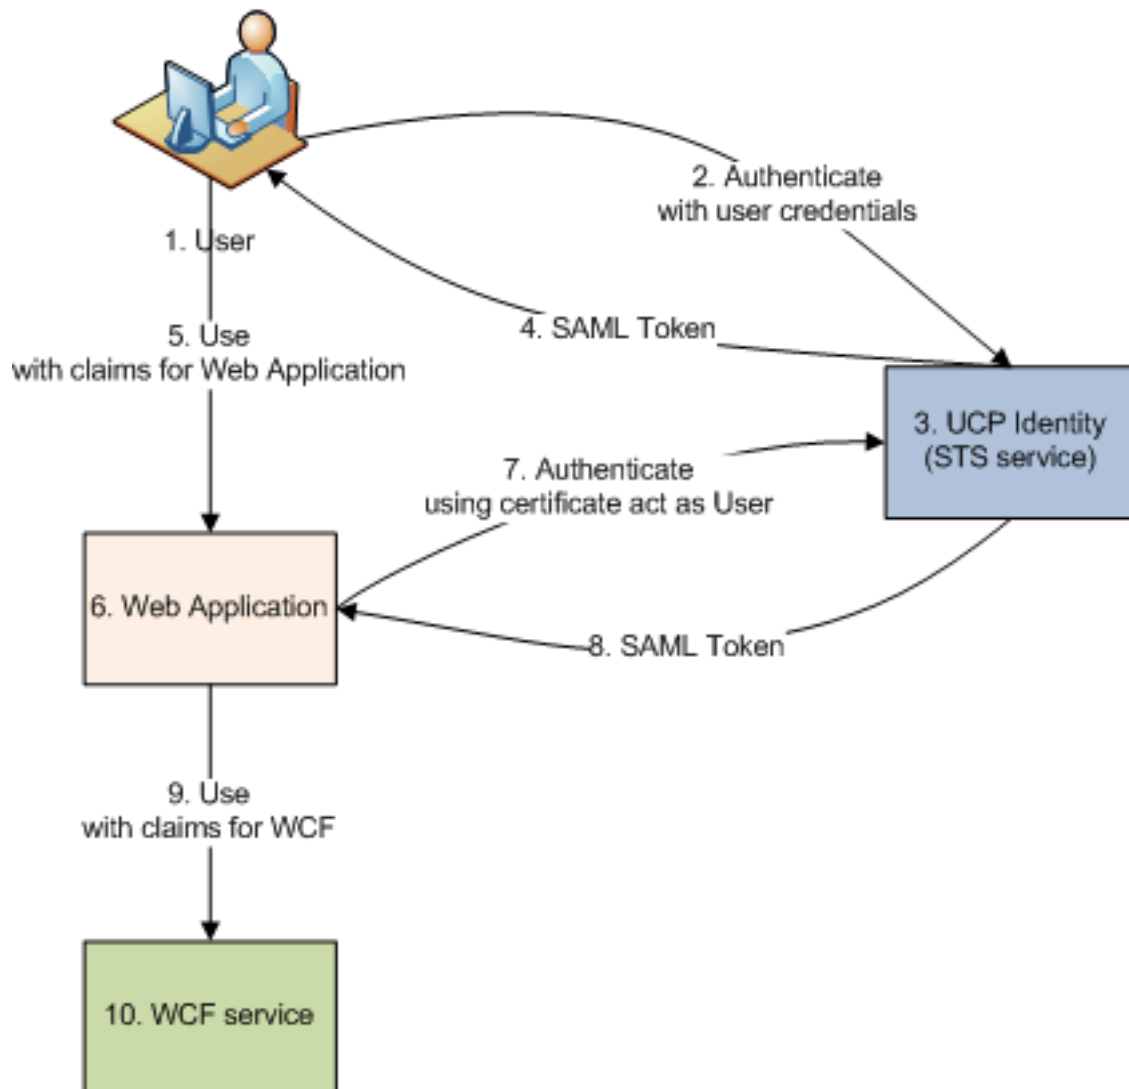 2. Authenticate
with user credentials
1. User
4. SAML Token
5. Use
with claims for Web Application
3. UCP Identity
(STS service)
7. Authenticate
using certificate act as User
6. Web Application
8. SAML Token
9. Use
with claims for WCF
10. WCF service